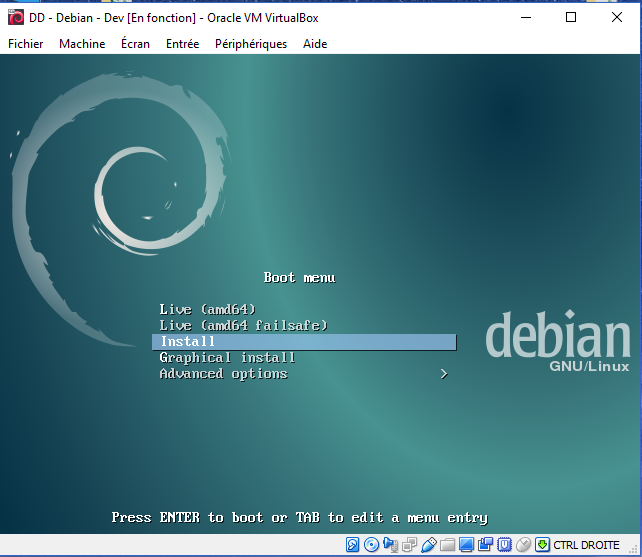 DD - Debian - Dev [En fonction] - Oracle VM VirtualBox
Fichier Machine Écran Entrée Périphériques Aide
Boot menu
Live (amd64)
Live (amd64 failsafe)
Install
Graphical install
Advanced options >
debian
GNU/Linux
Press ENTER to boot or TAB to edit a menu entry
CTRL DROITE